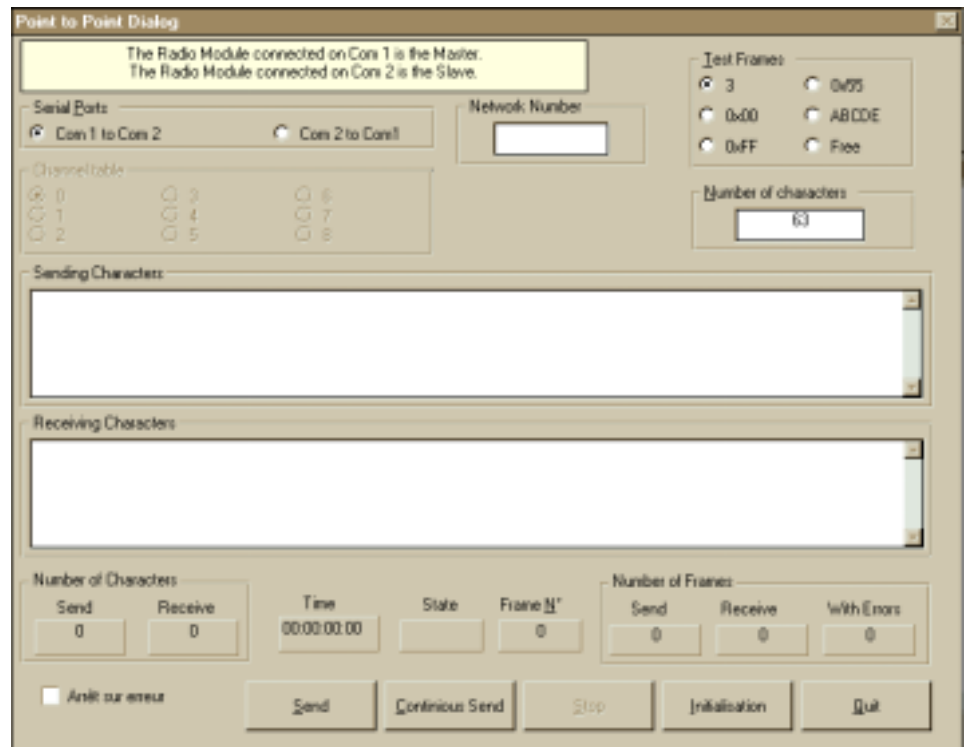 Point to Point Dialog
The Radio Module connected on Com 1 is the Master.
The Radio Module connected on Com 2 is the Slave.
Serial Ports
Com 1 to Com 2
Com 2 to Com1
Network Number
Test Frames
3
0x55
0x00
ABCDE
0xFF
Free
Channel table
0 3 6
1 4 7
2 5 8
Number of characters
63
Sending Characters
Receiving Characters
Number of Characters
Send Receive
0 0
Time
00:00:00:00
State
Frame N°
0
Number of Frames
Send Receive With Errors
0 0 0
Arrêt sur erreur
Send
Continious Send
Stop
Initialisation
Quit